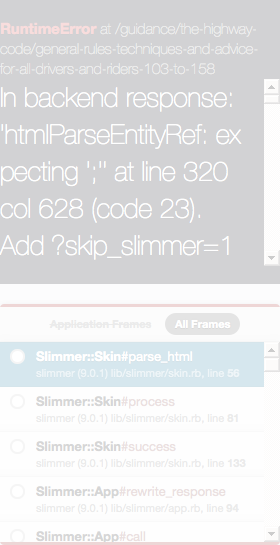 RuntimeError at /guidance/the-highway-
code/general-rules-techniques-and-advice-
for-all-drivers-and-riders-103-to-158
In backend response:
'htmlParseEntityRef: ex
pecting ';'' at line 320
col 628 (code 23).
Add ?skip_slimmer=1
Application Frames All Frames
Slimmer::Skin#parse_html
slimmer (9.0.1) lib/slimmer/skin.rb, line 56
Slimmer::Skin#process
slimmer (9.0.1) lib/slimmer/skin.rb, line 81
Slimmer::Skin#success
slimmer (9.0.1) lib/slimmer/skin.rb, line 133
Slimmer::App#rewrite_response
slimmer (9.0.1) lib/slimmer/app.rb, line 94
Slimmer::App#call